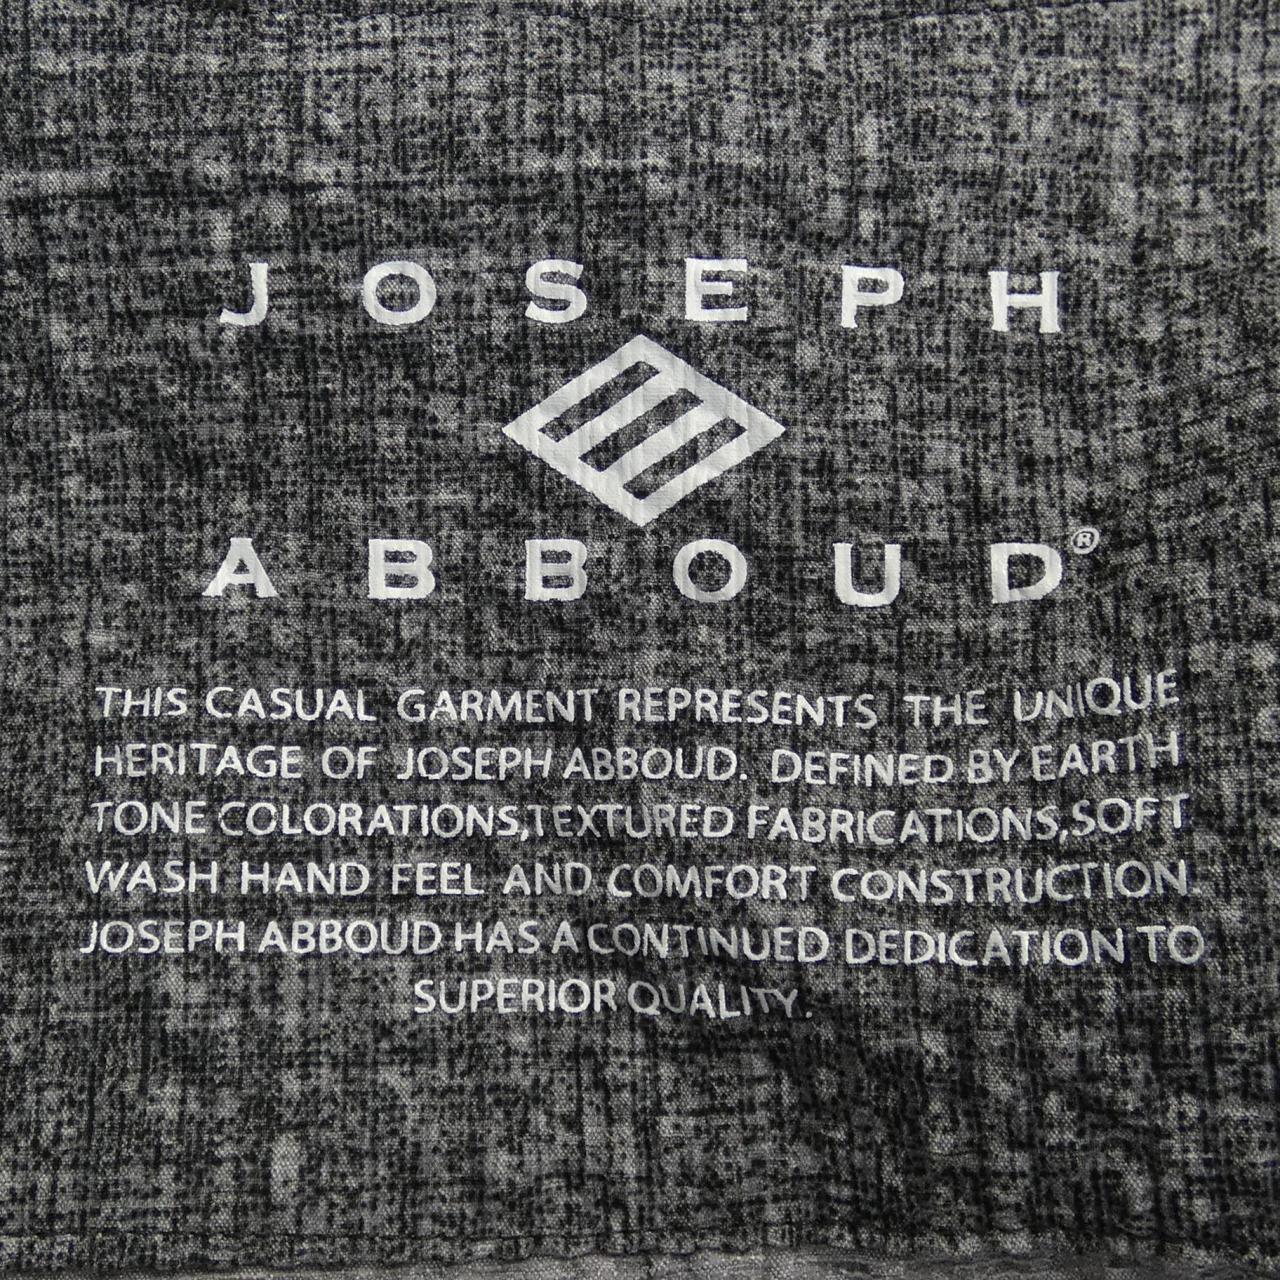 JOSEPH
ABBOUD®
THIS CASUAL GARMENT REPRESENTS THE UNIQUE
HERITAGE OF JOSEPH ABBOUD. DEFINED BY EARTH
TONE COLORATIONS,TEXTURED FABRICATIONS,SOFT
WASH HAND FEEL AND COMFORT CONSTRUCTION.
JOSEPH ABBOUD HAS A CONTINUED DEDICATION TO
SUPERIOR QUALITY.